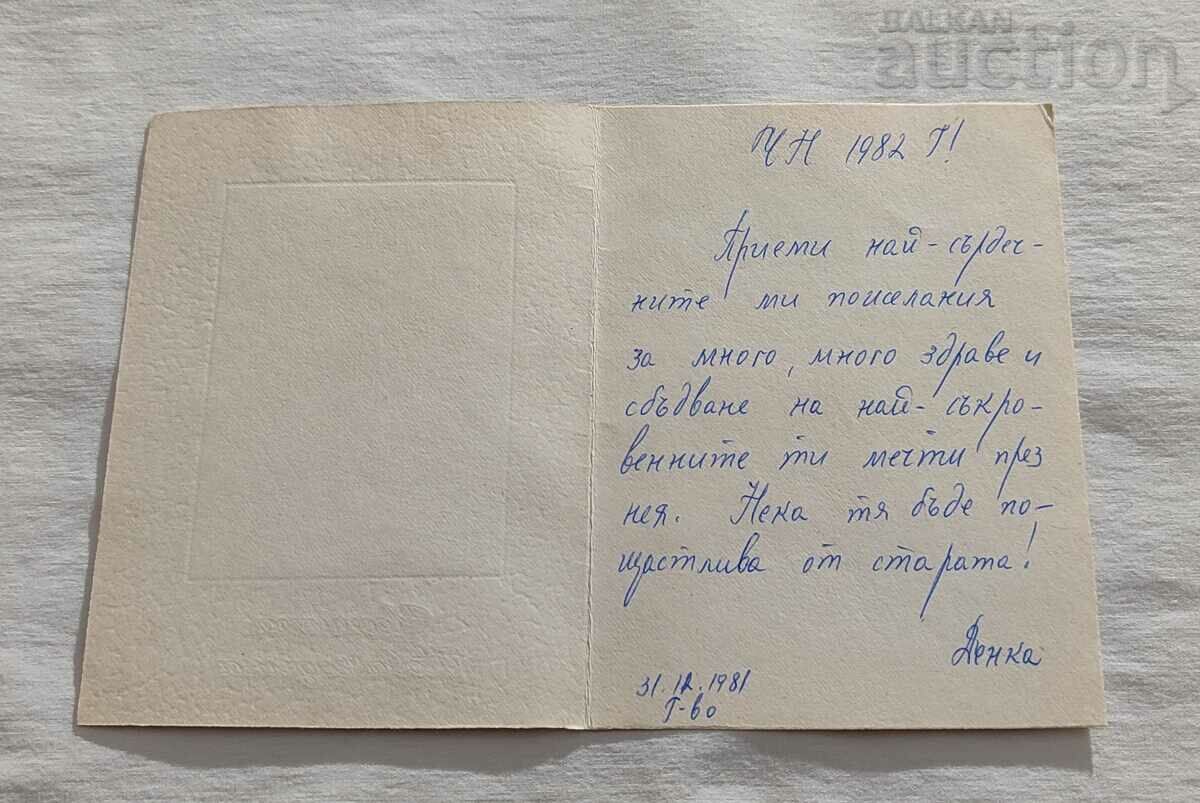 BALKAN
auction
ЧН 1982 Г!
Приеми най-сърдеч-
ните ми пожелания
за много, много здраве и
сбъдване на най-съкро-
венните ти мечти през
нея. Нека тя бъде по-
щастлива от старата!
Денка
31.12.1981
Г-во